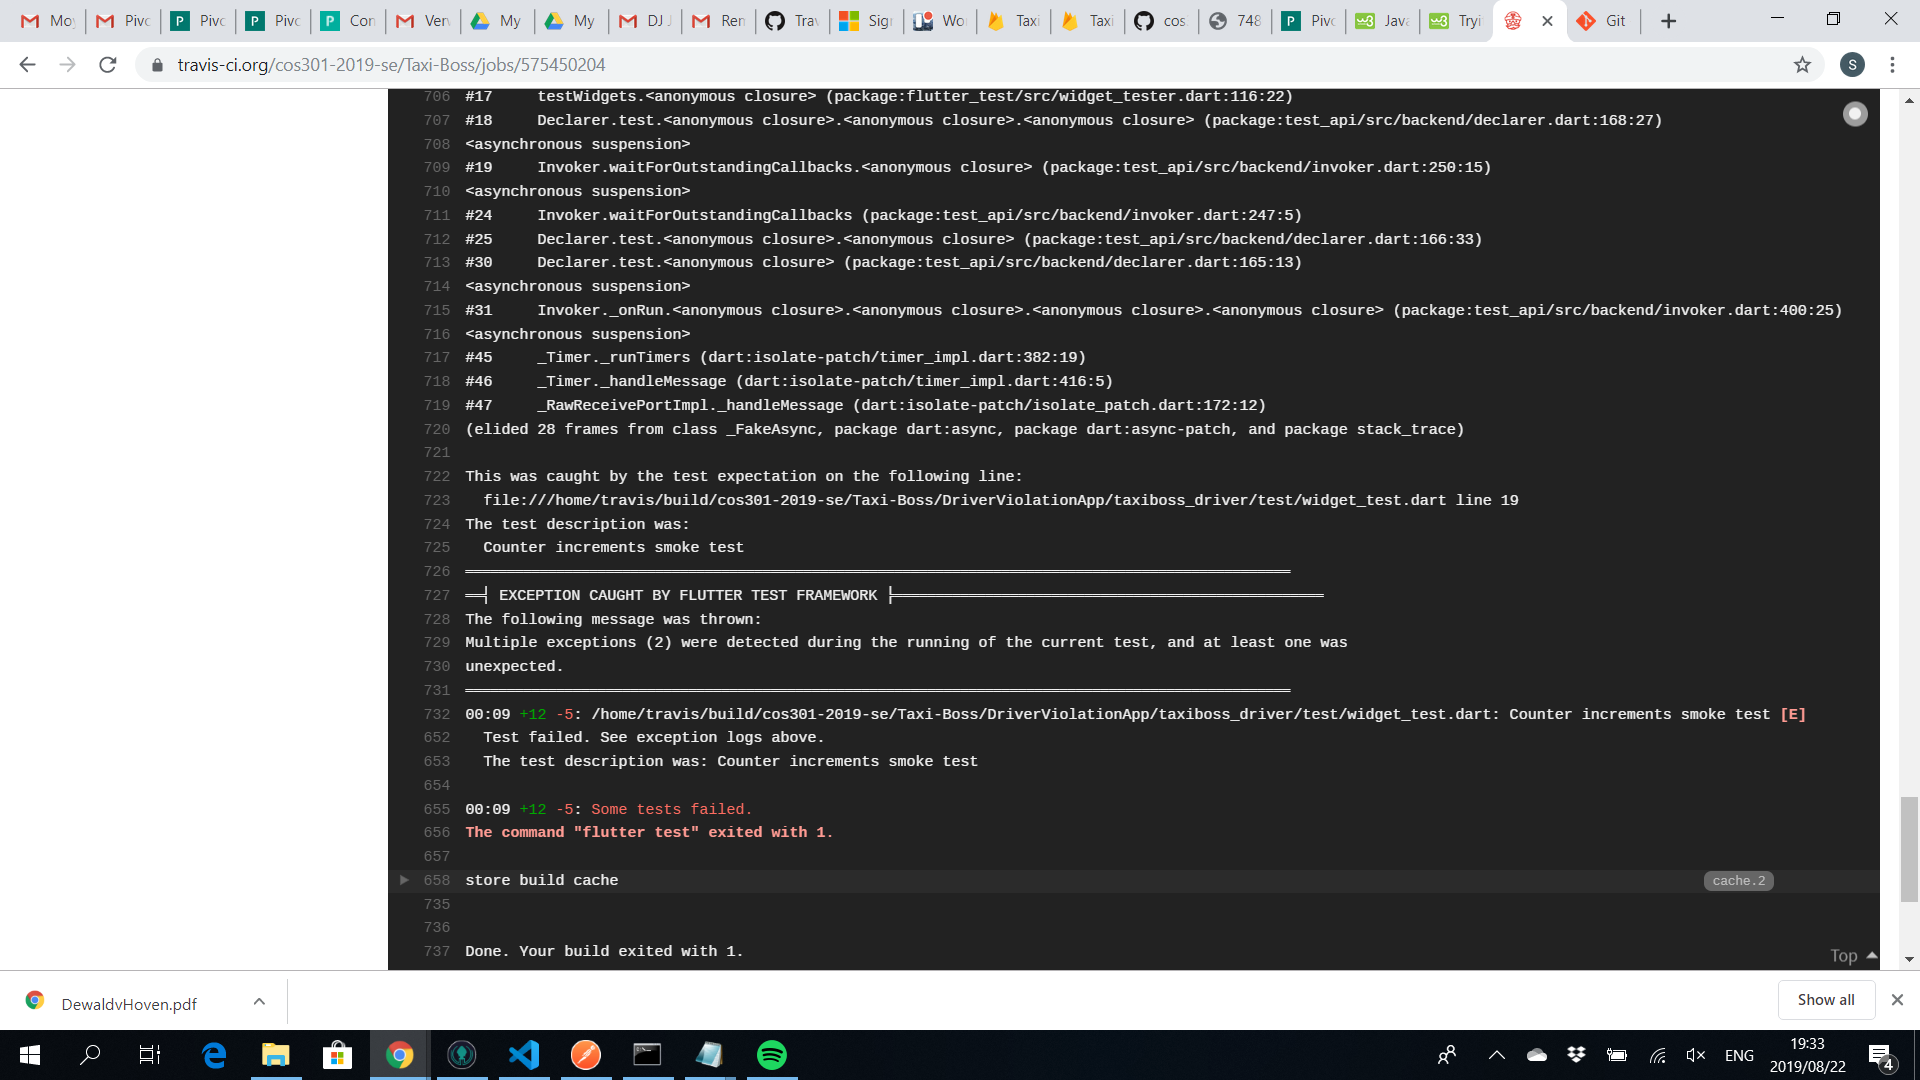 Mo
Pivo
Pivo
Pivo
Con
Ver
My
My
DJ J
Ren
Trav
Sign
Wo
Taxi
Taxi
cos
748
Pivo
Java
Tryi
Git
travis-ci.org/cos301-2019-se/Taxi-Boss/jobs/575450204
S
706 #17 testWidgets.<anonymous closure> (package:flutter_test/src/widget_tester.dart:116:22)
707 #18 Declarer.test.<anonymous closure>.<anonymous closure>.<anonymous closure> (package:test_api/src/backend/declarer.dart:168:27)
708 <asynchronous suspension>
709 #19 Invoker.waitForOutstandingCallbacks.<anonymous closure> (package:test_api/src/backend/invoker.dart:250:15)
710 <asynchronous suspension>
711 #24 Invoker.waitForOutstandingCallbacks (package:test_api/src/backend/invoker.dart:247:5)
712 #25 Declarer.test.<anonymous closure>.<anonymous closure> (package:test_api/src/backend/declarer.dart:166:33)
713 #30 Declarer.test.<anonymous closure> (package:test_api/src/backend/declarer.dart:165:13)
714 <asynchronous suspension>
715 #31 Invoker._onRun.<anonymous closure>.<anonymous closure>.<anonymous closure>.<anonymous closure> (package:test_api/src/backend/invoker.dart:400:25)
716 <asynchronous suspension>
717 #45 _Timer._runTimers (dart:isolate-patch/timer_impl.dart:382:19)
718 #46 _Timer._handleMessage (dart:isolate-patch/timer_impl.dart:416:5)
719 #47 _RawReceivePortImpl._handleMessage (dart:isolate-patch/isolate_patch.dart:172:12)
720 (elided 28 frames from class _FakeAsync, package dart:async, package dart:async-patch, and package stack_trace)
721
722 This was caught by the test expectation on the following line:
723 file:///home/travis/build/cos301-2019-se/Taxi-Boss/DriverViolationApp/taxiboss_driver/test/widget_test.dart line 19
724 The test description was:
725 Counter increments smoke test
726 ════════════════════════════════════════
727 ══╡ EXCEPTION CAUGHT BY FLUTTER TEST FRAMEWORK ╞════════════════════
728 The following message was thrown:
729 Multiple exceptions (2) were detected during the running of the current test, and at least one was
730 unexpected.
731 ════════════════════════════════════════
732 00:09 +12 -5: /home/travis/build/cos301-2019-se/Taxi-Boss/DriverViolationApp/taxiboss_driver/test/widget_test.dart: Counter increments smoke test [E]
652 Test failed. See exception logs above.
653 The test description was: Counter increments smoke test
654
655 00:09 +12 -5: Some tests failed.
656 The command "flutter test" exited with 1.
657
658 store build cache cache.2
735
736
737 Done. Your build exited with 1.
Top
DewaldvHoven.pdf
Show all
ENG
19:33
2019/08/22
4